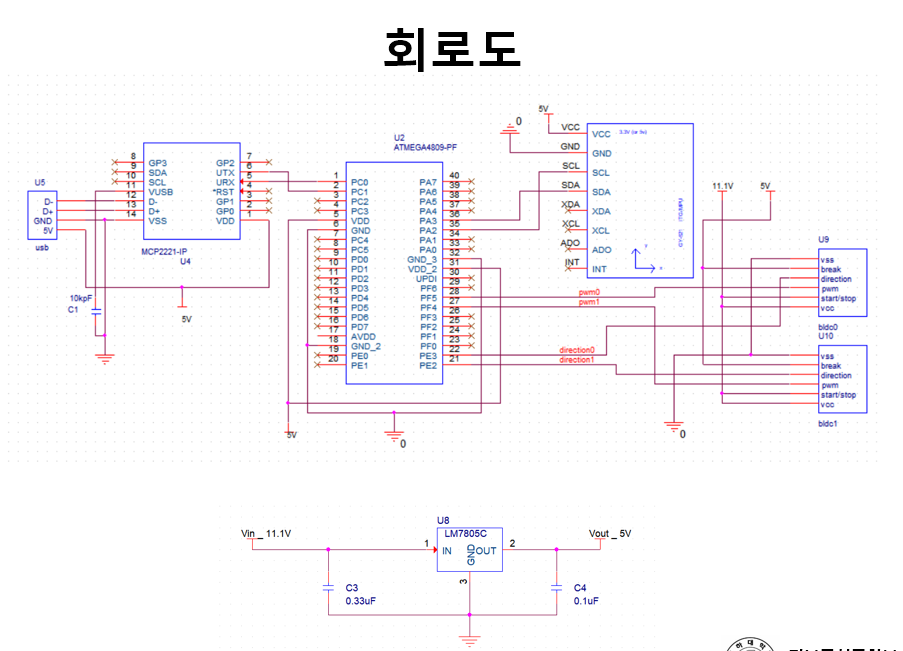 회로도
U5
D-
D+
GND
5V
usb
8 GP3
9 SDA
10 SCL
11 VUSB
12 D-
13 D+
14 VSS
GP2 7
UTX 6
URX 5
*RST 4
GP1 3
GP0 2
VDD 1
MCP2221-IP
U4
10kpF
C1
5V
U2
ATMEGA4809-PF
1 PC0
2 PC1
3 PC2
4 PC3
5 VDD
6 GND
7 PC4
8 PC5
9 PD0
10 PD1
11 PD2
12 PD3
13 PD4
14 PD5
15 PD6
16 PD7
17 AVDD
18 GND_2
19 PE0
20 PE1
PA7 40
PA6 39
PA5 38
PA4 37
PA3 36
PA2 35
PA1 34
PA0 33
GND_3 32
VDD_2 31
UPDI 30
PF6 29
PF5 28
PF4 27
PF3 26
PF2 25
PF1 24
PF0 23
PE3 22
PE2 21
5V
0
0
5V
VCC VCC
3.3V (or 5v)
GND GND
SCL SCL
SDA SDA
XDA XDA
XCL XCL
ADO ADO
INT INT
Y
X
pwm0
pwm1
direction0
direction1
11.1V
5V
U9
vss
break
direction
pwm
start/stop
vcc
bldc0
U10
vss
break
direction
pwm
start/stop
vcc
bldc1
0
Vin _ 11.1V
U8
LM7805C
1 IN
OUT 2
GND
3
Vout _ 5V
C3
0.33uF
C4
0.1uF